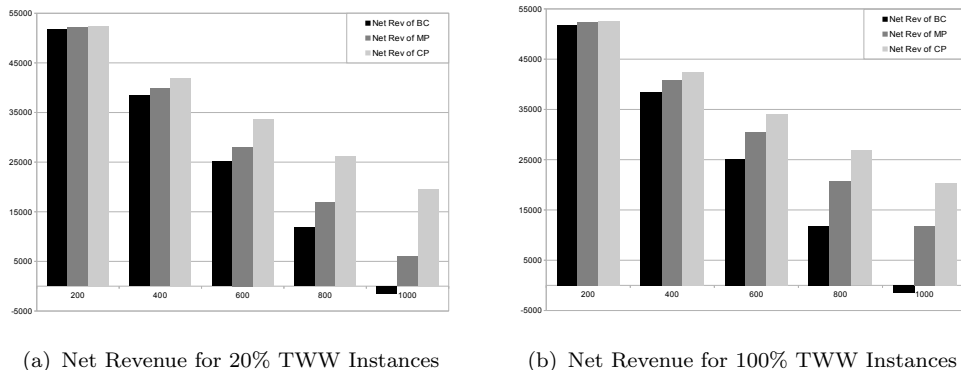 55000
45000
35000
25000
15000
5000
-5000
200 400 600 800 1000
Net Rev of BC
Net Rev of MP
Net Rev of CP
(a) Net Revenue for 20% TWW Instances
55000
45000
35000
25000
15000
5000
-5000
200 400 600 800 1000
Net Rev of BC
Net Rev of MP
Net Rev of CP
(b) Net Revenue for 100% TWW Instances